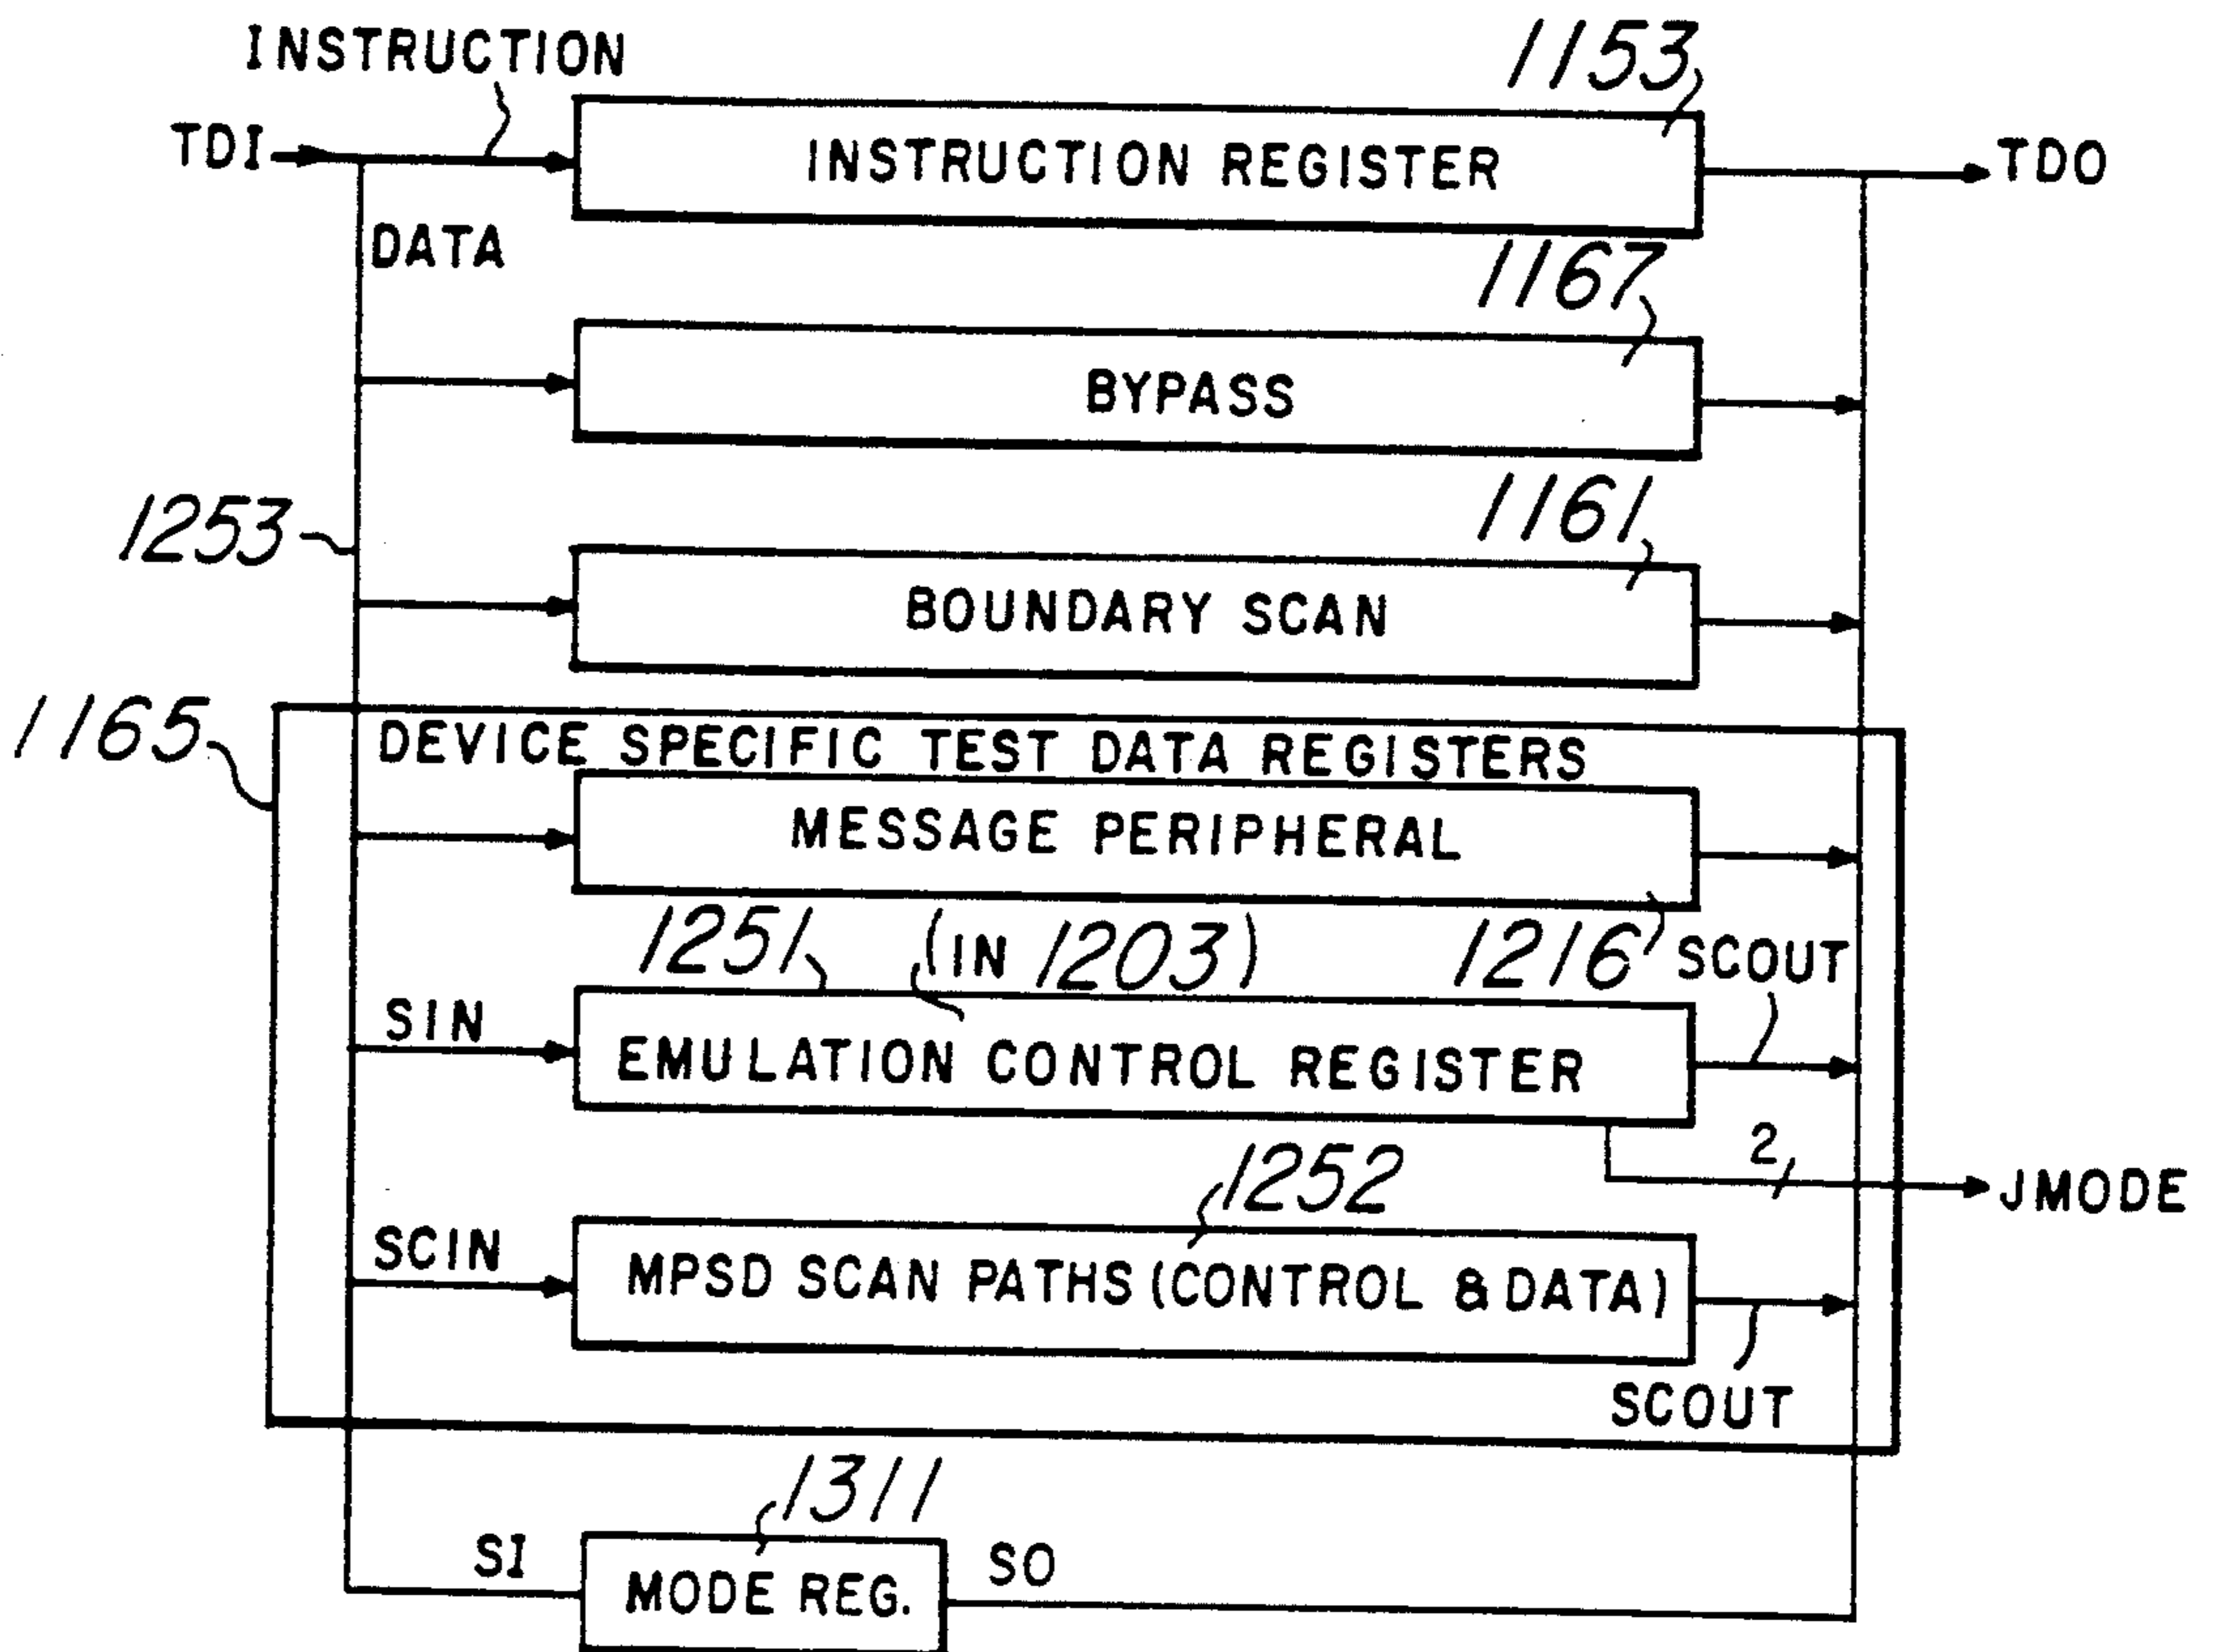 INSTRUCTION
1153
TDI
INSTRUCTION REGISTER
TDO
DATA
1167
BYPASS
1253
1161
BOUNDARY SCAN
1165
DEVICE SPECIFIC TEST DATA REGISTERS
MESSAGE PERIPHERAL
1251
(IN 1203)
1216
SCOUT
SIN
EMULATION CONTROL REGISTER
2
JMODE
1252
SCIN
MPSD SCAN PATHS (CONTROL & DATA)
SCOUT
1311
SI
MODE REG.
SO